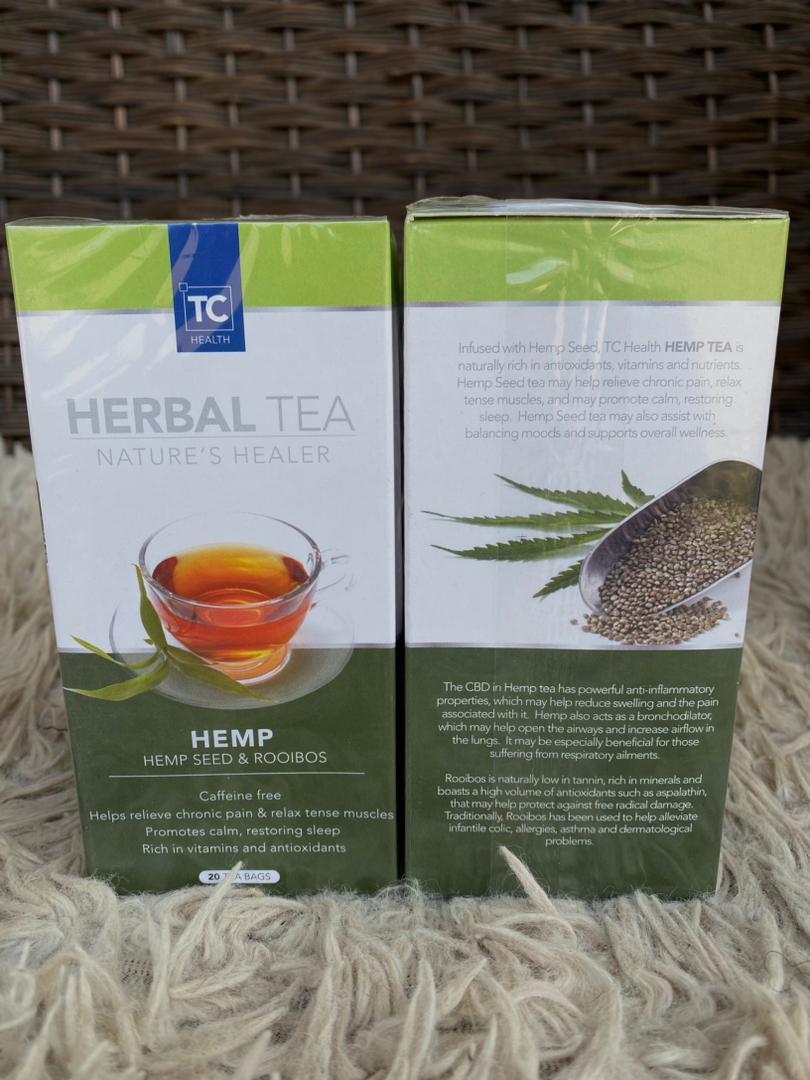 TC
HEALTH
HERBAL TEA
NATURE'S HEALER
HEMP
HEMP SEED & ROOIBOS
Caffeine free
Helps relieve chronic pain & relax tense muscles
Promotes calm, restoring sleep
Rich in vitamins and antioxidants
20 TEA BAGS
Infused with Hemp Seed, TC Health HEMP TEA is
naturally rich in antioxidants, vitamins and nutrients.
Hemp Seed tea may help relieve chronic pain, relax
tense muscles, and may promote calm, restoring
sleep. Hemp Seed tea may also assist with
balancing moods and supports overall wellness.
The CBD in Hemp tea has powerful anti-inflammatory
properties, which may help reduce swelling and the pain
associated with it. Hemp also acts as a bronchodilator,
which may help open the airways and increase airflow in
the lungs. It may be especially beneficial for those
suffering from respiratory ailments.
Rooibos is naturally low in tannin, rich in minerals and
boasts a high volume of antioxidants such as aspalathin,
that may help protect against free radical damage.
Traditionally, Rooibos has been used to help alleviate
infantile colic, allergies, asthma and dermatological
problems.